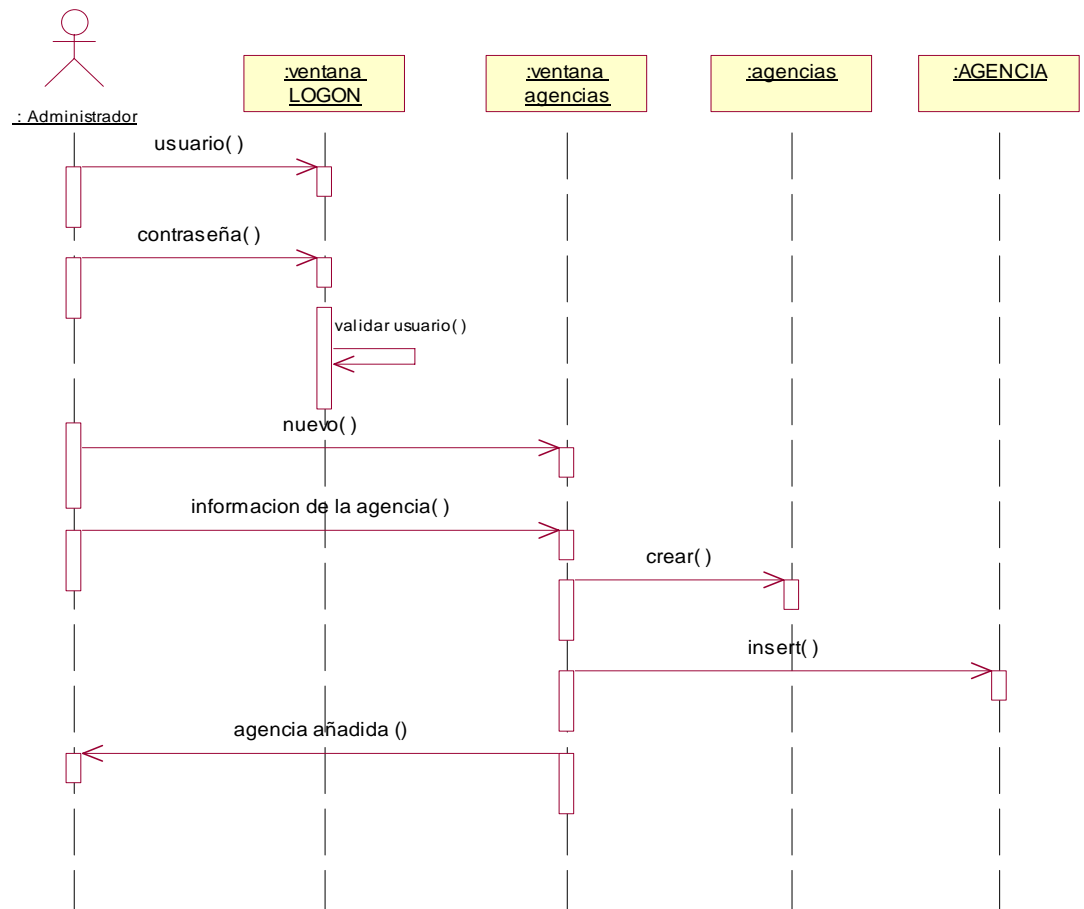 : Administrador
:ventana
LOGON
:ventana
agencias
:agencias
:AGENCIA
usuario( )
contraseña( )
validar usuario( )
nuevo( )
informacion de la agencia( )
crear( )
insert( )
agencia añadida ()